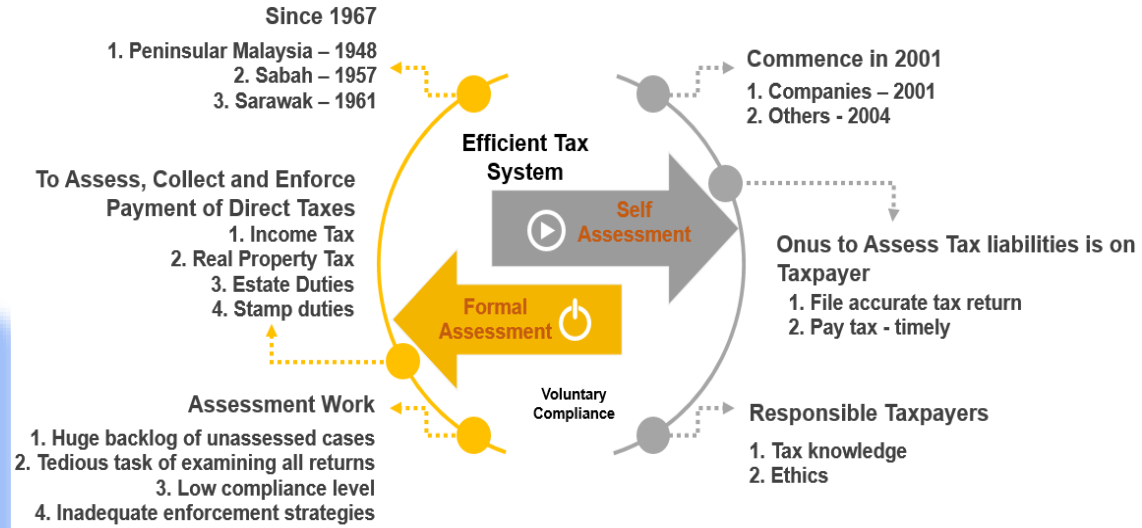 Since 1967
1. Peninsular Malaysia – 1948
2. Sabah – 1957
3. Sarawak – 1961
To Assess, Collect and Enforce
Payment of Direct Taxes
1. Income Tax
2. Real Property Tax
3. Estate Duties
4. Stamp duties
Assessment Work
1. Huge backlog of unassessed cases
2. Tedious task of examining all returns
3. Low compliance level
4. Inadequate enforcement strategies
Efficient Tax
System
Self
Assessment
Formal
Assessment
Voluntary
Compliance
Commence in 2001
1. Companies – 2001
2. Others - 2004
Onus to Assess Tax liabilities is on
Taxpayer
1. File accurate tax return
2. Pay tax - timely
Responsible Taxpayers
1. Tax knowledge
2. Ethics